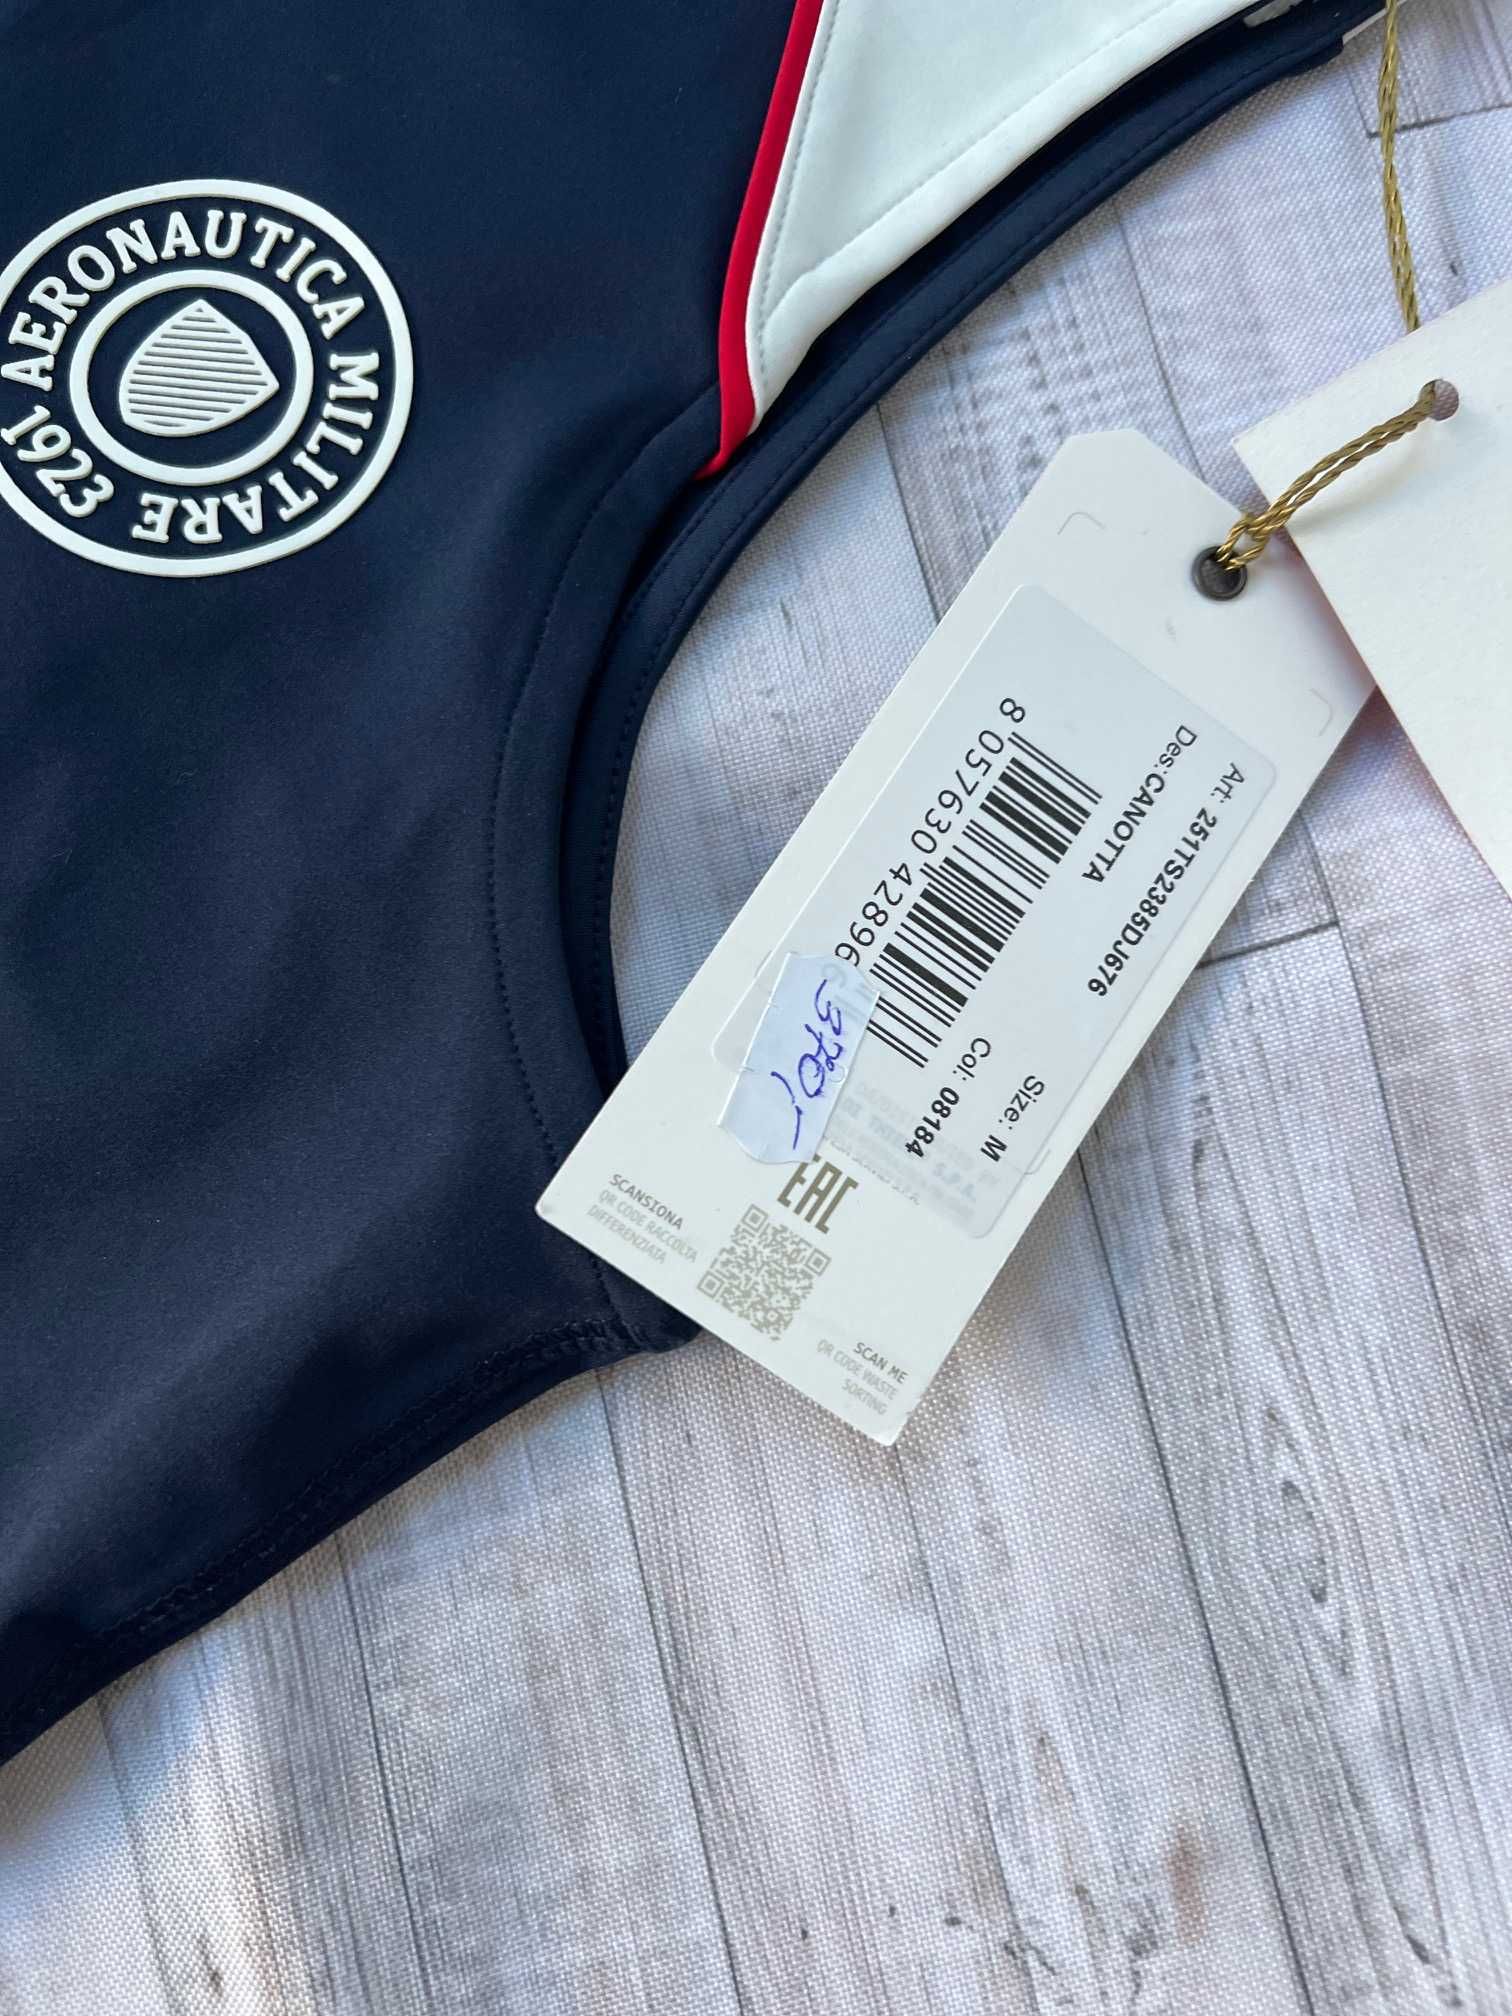 AERONAUTICA MILITARE 1923
Art: 251TS2385DJ676
Des: CANOTTA
8 057630 42896
Size: M
Col: 08184
370,-
EAC
SCANSIONA
QR CODE RACCOLTA
DIFFERENZIATA
SCAN ME
QR CODE WASTE
SORTING